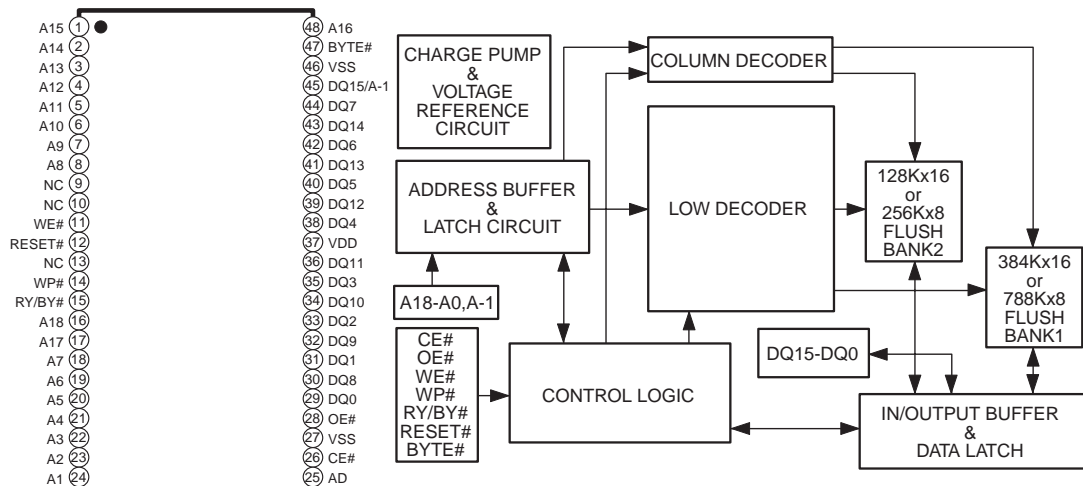 A15 1
A14 2
A13 3
A12 4
A11 5
A10 6
A9 7
A8 8
NC 9
NC 10
WE# 11
RESET# 12
NC 13
WP# 14
RY/BY# 15
A18 16
A17 17
A7 18
A6 19
A5 20
A4 21
A3 22
A2 23
A1 24
48 A16
47 BYTE#
46 VSS
45 DQ15/A-1
44 DQ7
43 DQ14
42 DQ6
41 DQ13
40 DQ5
39 DQ12
38 DQ4
37 VDD
36 DQ11
35 DQ3
34 DQ10
33 DQ2
32 DQ9
31 DQ1
30 DQ8
29 DQ0
28 OE#
27 VSS
26 CE#
25 AD
CHARGE PUMP
&
VOLTAGE
REFERENCE
CIRCUIT
COLUMN DECODER
ADDRESS BUFFER
&
LATCH CIRCUIT
LOW DECODER
128Kx16
or
256Kx8
FLUSH
BANK2
384Kx16
or
788Kx8
FLUSH
BANK1
A18-A0,A-1
CE#
OE#
WE#
WP#
RY/BY#
RESET#
BYTE#
CONTROL LOGIC
DQ15-DQ0
IN/OUTPUT BUFFER
&
DATA LATCH